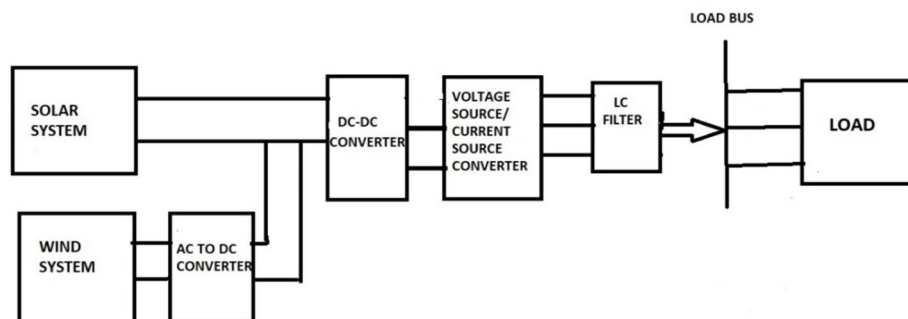 LOAD BUS
SOLAR
SYSTEM
DC-DC
CONVERTER
VOLTAGE
SOURCE/
CURRENT
SOURCE
CONVERTER
LC
FILTER
LOAD
WIND
SYSTEM
AC TO DC
CONVERTER